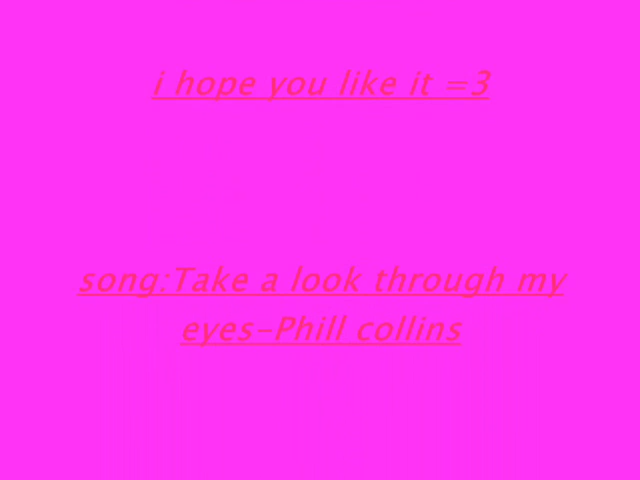 i hope you like it =3
song:Take a look through my
eyes-Phill collins